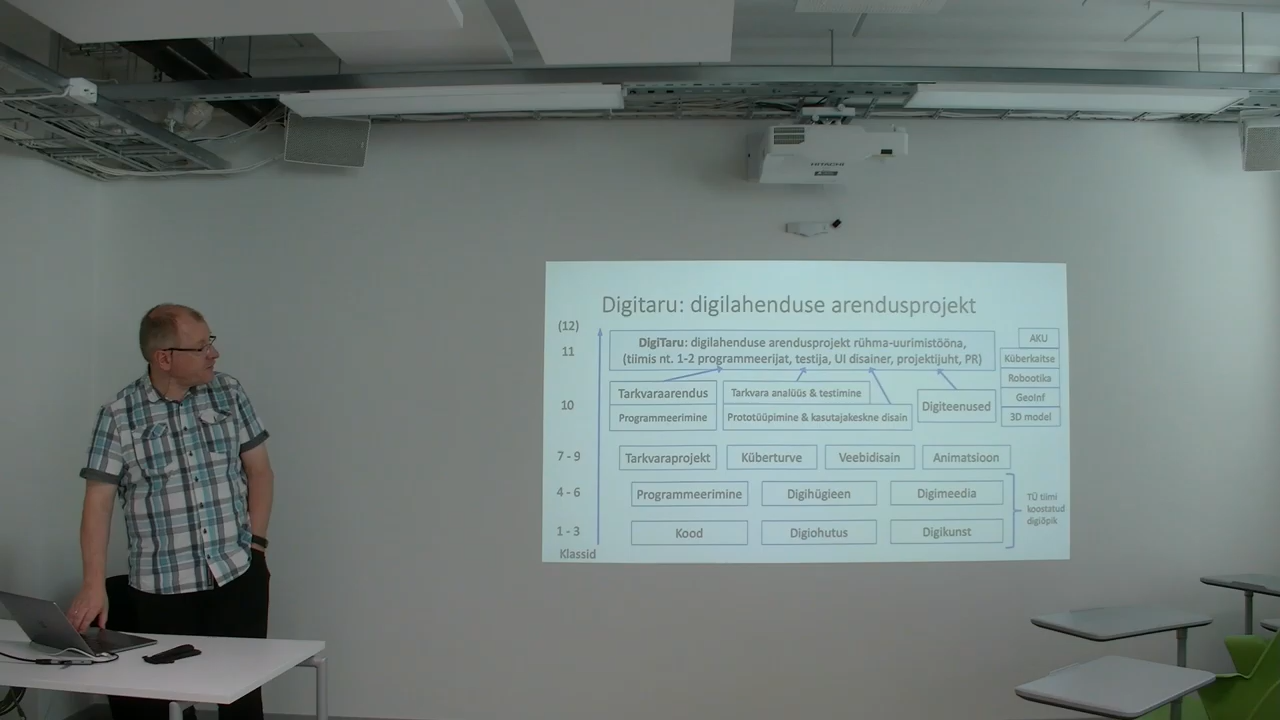 HITACHI
Digitaru: digilahenduse arendusprojekt
(12)
DigiTaru: digilahenduse arendusprojekt rühma-uurimistööna,
(tiimis nt. 1-2 programmeerijat, testija, UI disainer, projektijuht, PR)
AKU
11
Küberkaitse
Robootika
Tarkvaraarendus
Tarkvara analüüs & testimine
Digiteenused
GeoInf
10
Programmeerimine
Prototüüpimine & kasutajakeskne disain
3D model
7 - 9
Tarkvaraprojekt
Küberturve
Veebidisain
Animatsioon
4 - 6
Programmeerimine
Digihügieen
Digimeedia
TÜ tiimi
koostatud
digiõpik
1 - 3
Kood
Digiohutus
Digikunst
Klassid